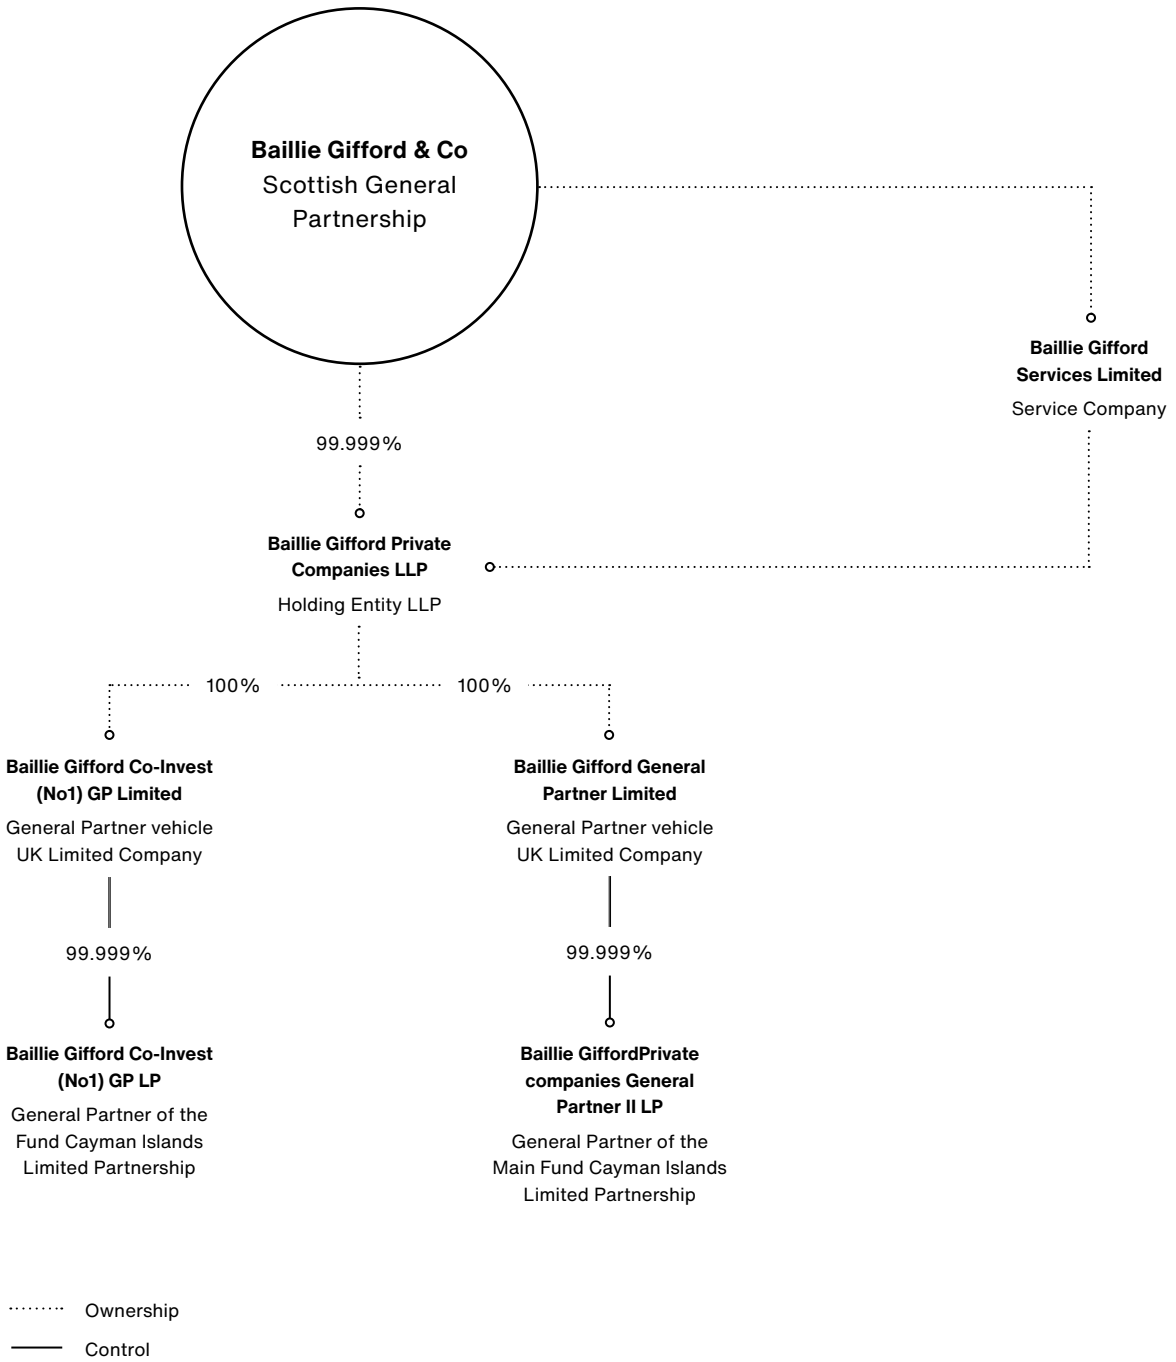 Baillie Gifford & Co
Scottish General
Partnership
Baillie Gifford
Services Limited
Service Company
99.999%
Baillie Gifford Private
Companies LLP
Holding Entity LLP
100%
100%
Baillie Gifford Co-Invest
(No1) GP Limited
General Partner vehicle
UK Limited Company
Baillie Gifford General
Partner Limited
General Partner vehicle
UK Limited Company
99.999%
99.999%
Baillie Gifford Co-Invest
(No1) GP LP
General Partner of the
Fund Cayman Islands
Limited Partnership
Baillie GiffordPrivate
companies General
Partner II LP
General Partner of the
Main Fund Cayman Islands
Limited Partnership
Ownership
Control